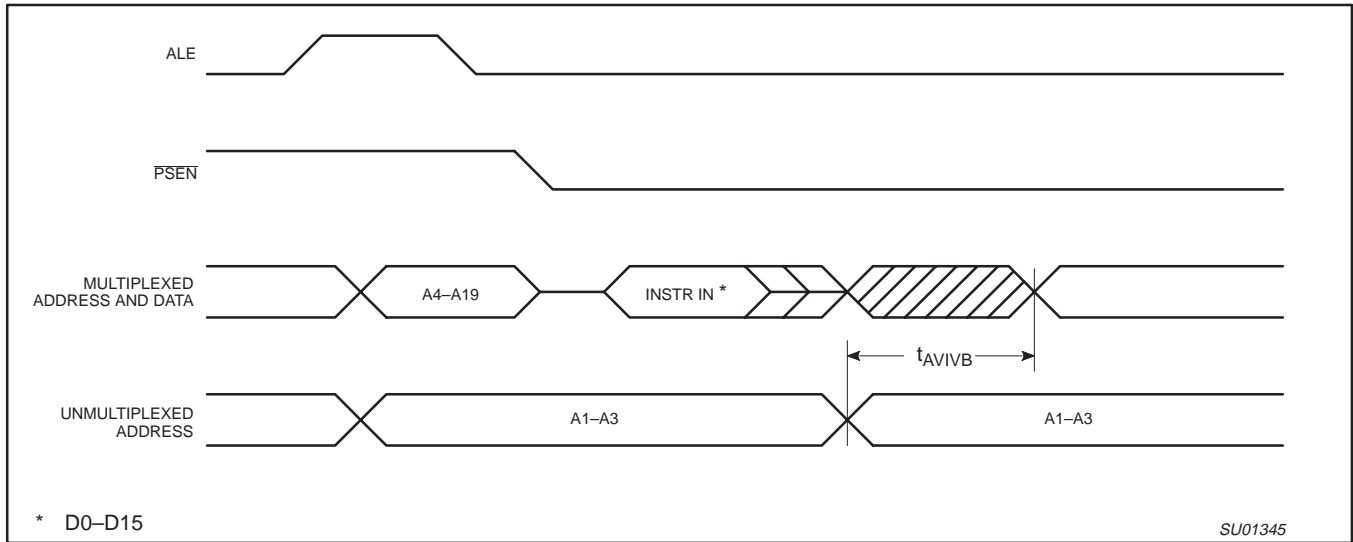 ALE
PSEN
MULTIPLEXED
ADDRESS AND DATA
A4–A19
INSTR IN *
tAVIVB
UNMULTIPLEXED
ADDRESS
A1–A3
A1–A3
* D0–D15
SU01345